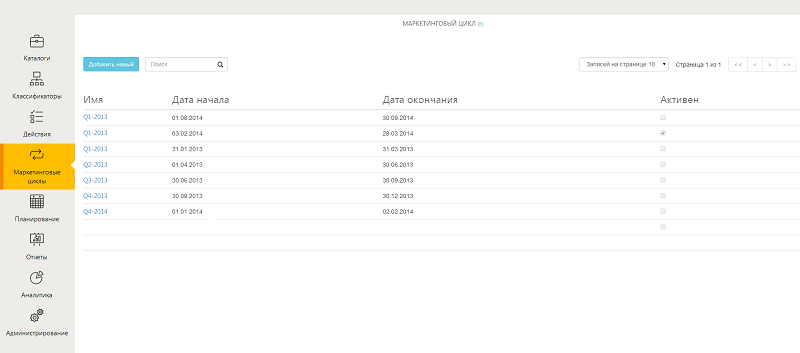 МАРКЕТИНГОВЫЙ ЦИКЛ (8)
Каталоги
Классификаторы
Действия
Маркетинговые
циклы
Планирование
Отчеты
Аналитика
Администрирование
Добавить новый Поиск Записей на странице 10 Страница 1 из 1 << < > >>
Имя Дата начала Дата окончания Активен
Q1-2013 01.08.2014 30.09.2014
Q1-2013 03.02.2014 28.03.2014
Q1-2013 31.01.2013 31.03.2013
Q2-2013 01.04.2013 30.06.2013
Q3-2013 30.06.2013 30.09.2013
Q4-2013 30.09.2013 30.12.2013
Q4-2014 01.01.2014 02.02.2014